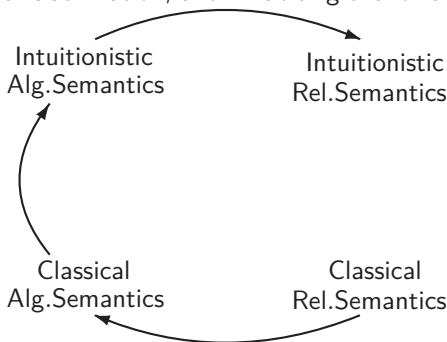 Intuitionistic
Alg.Semantics
Intuitionistic
Rel.Semantics
Classical
Alg.Semantics
Classical
Rel.Semantics